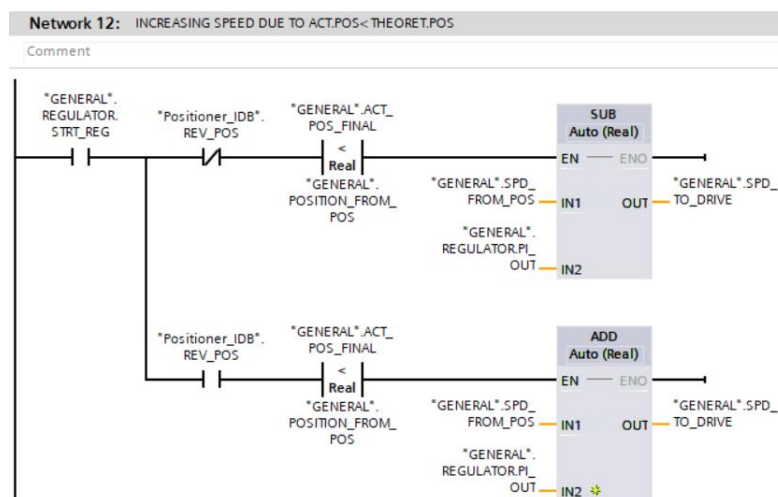 Network 12: INCREASING SPEED DUE TO ACT.POS<THEORET.POS
Comment
"GENERAL".
REGULATOR.
STRT_REG
"Positioner_IDB".
REV_POS
"GENERAL".ACT_
POS_FINAL
<
Real
"GENERAL".
POSITION_FROM_
POS
SUB
Auto (Real)
EN ENO
"GENERAL".SPD_
FROM_POS
IN1
OUT
"GENERAL".SPD_
TO_DRIVE
"GENERAL".
REGULATOR.PI_
OUT
IN2
"Positioner_IDB".
REV_POS
"GENERAL".ACT_
POS_FINAL
<
Real
"GENERAL".
POSITION_FROM_
POS
ADD
Auto (Real)
EN ENO
"GENERAL".SPD_
FROM_POS
IN1
OUT
"GENERAL".SPD_
TO_DRIVE
"GENERAL".
REGULATOR.PI_
OUT
IN2